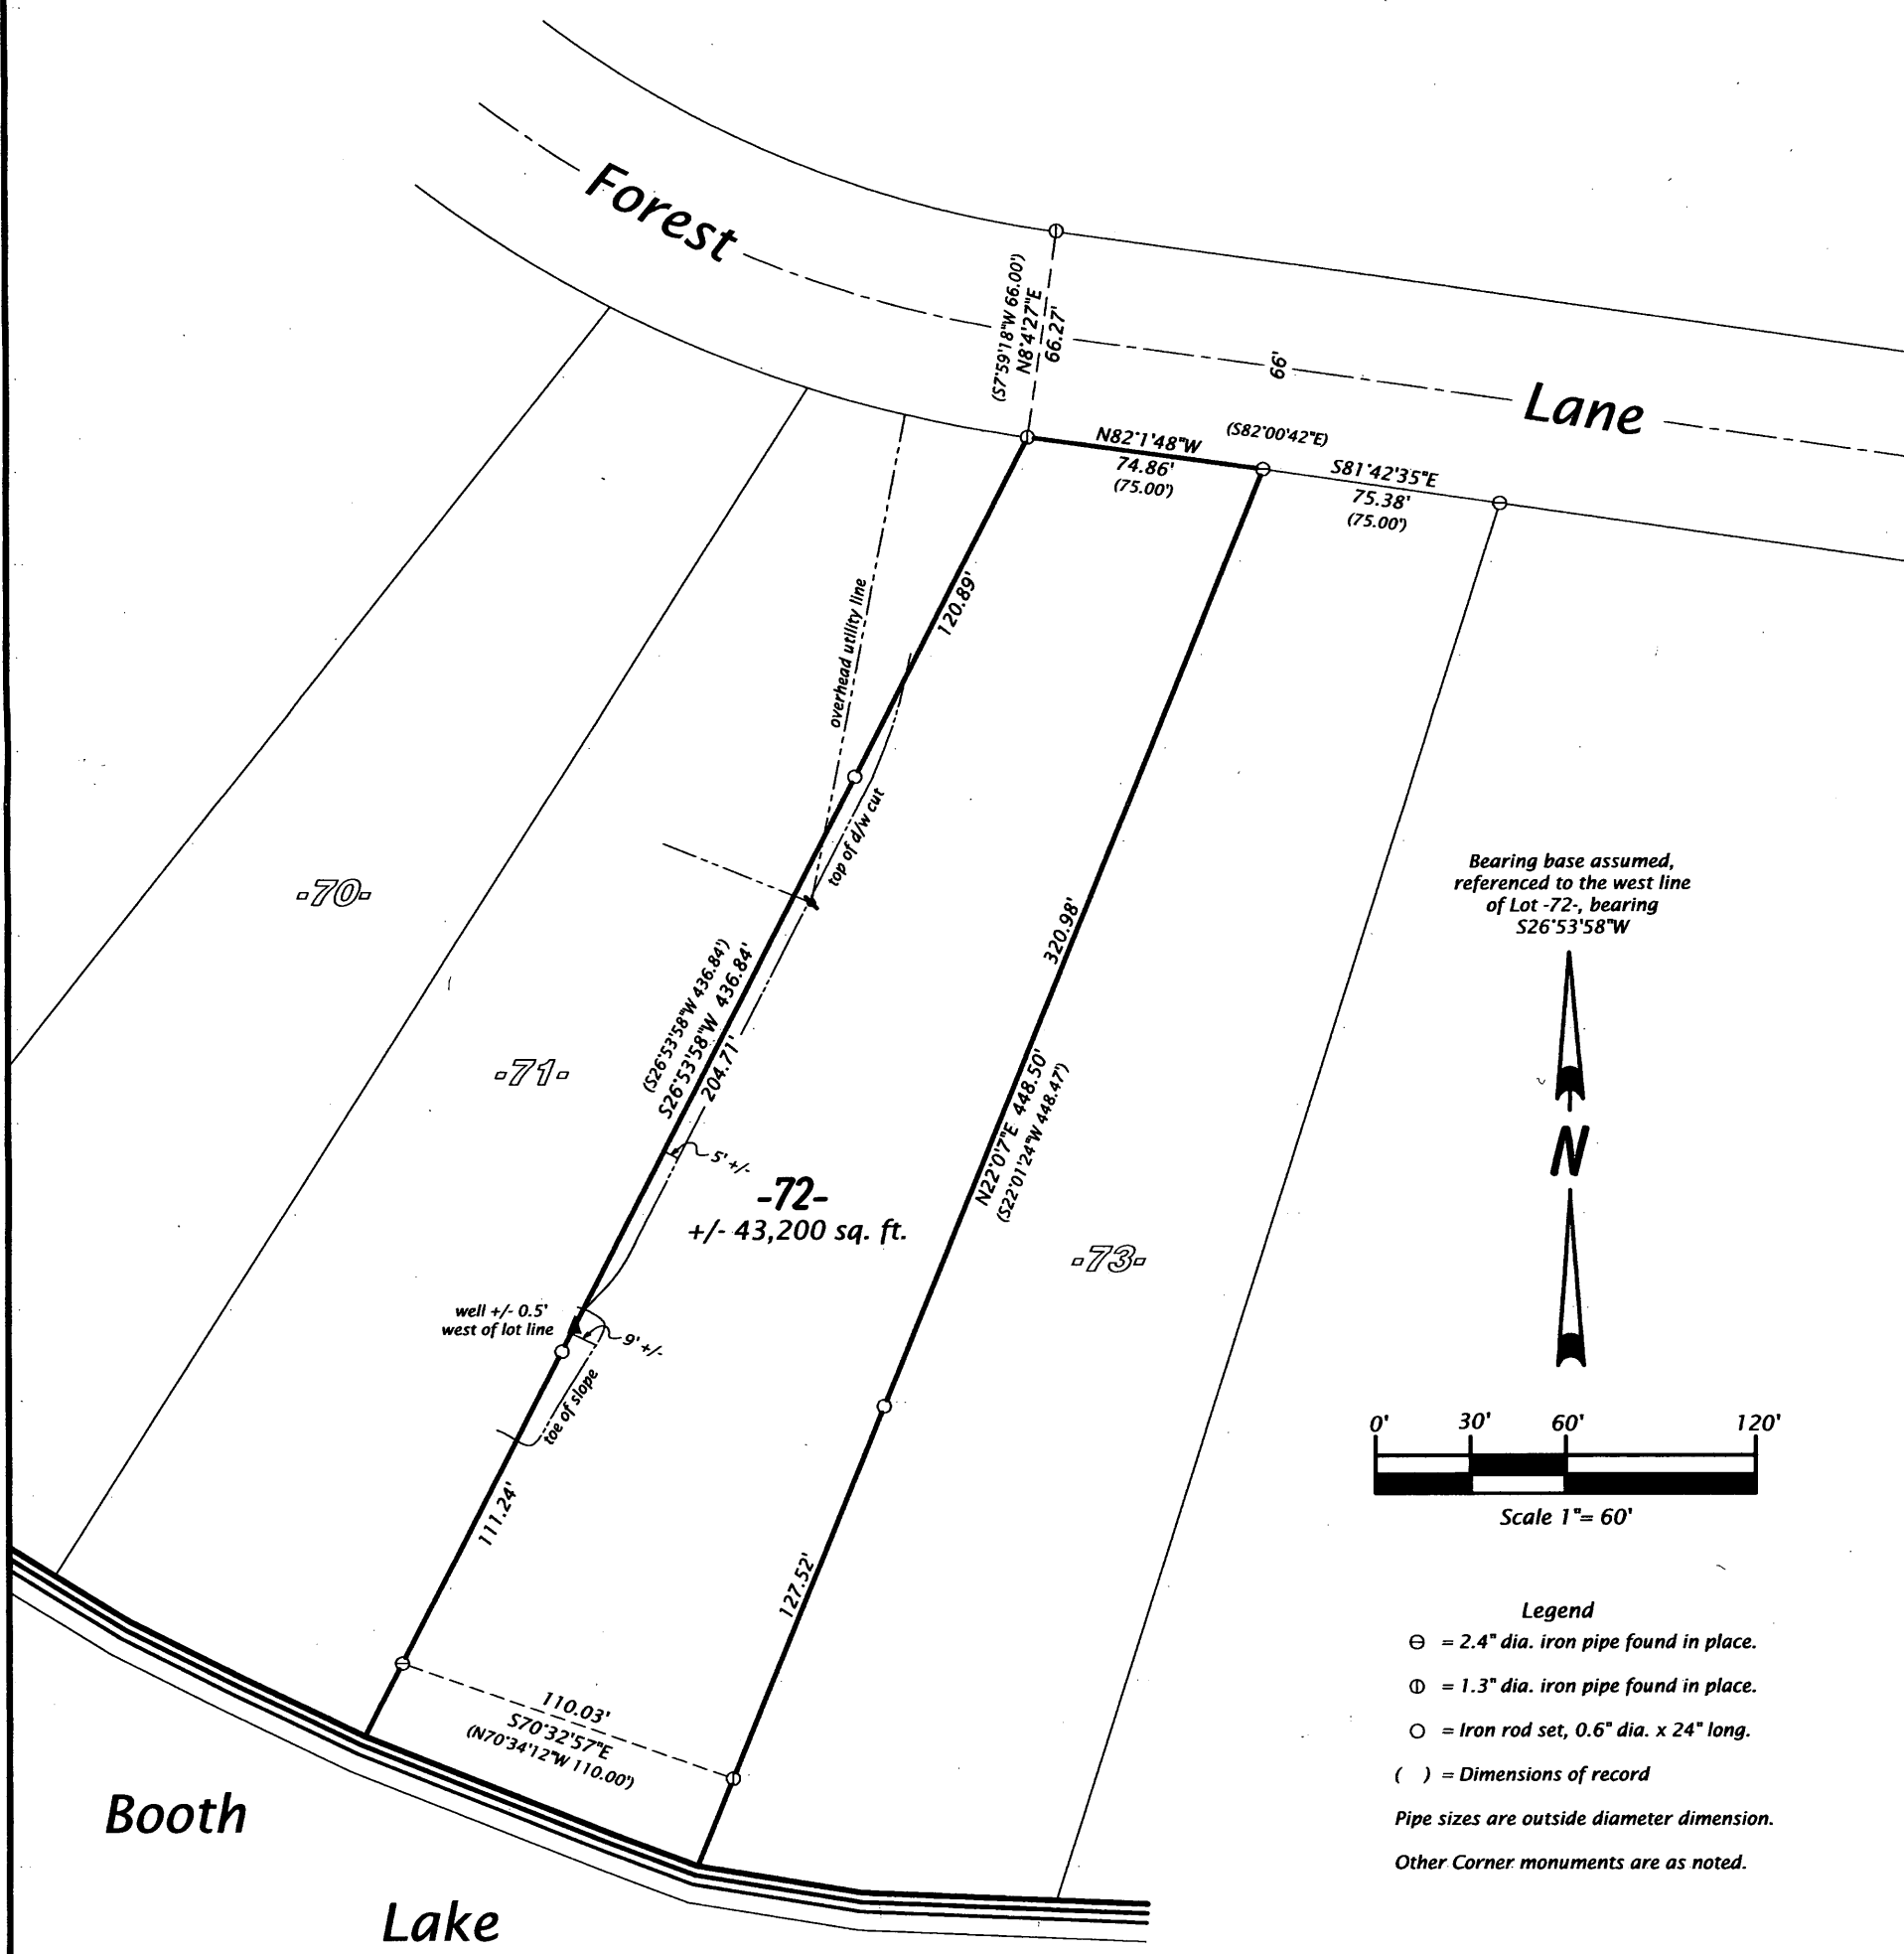 Forest
Lane
(S7°59'18"W 66.00')
N8°4'27"E
66.27'
66'
N82°1'48"W
(S82°00'42"E)
74.86'
(75.00')
S81°42'35"E
75.38'
(75.00')
overhead utility line
120.89'
top of d/w cut
-70-
-71-
(S26°53'58"W 436.84')
S26°53'58"W 436.84'
204.71'
5' +/-
-72-
+/- 43,200 sq. ft.
320.98'
N22°0'7"E 448.50'
(S22°01'24"W 448.47')
-73-
well +/- 0.5'
west of lot line
9' +/-
toe of slope
111.24'
127.52'
110.03'
S70°32'57"E
(N70°34'12"W 110.00')
Booth
Lake
Bearing base assumed,
referenced to the west line
of Lot -72-, bearing
S26°53'58"W
N
0' 30' 60' 120'
Scale 1"= 60'
Legend
= 2.4" dia. iron pipe found in place.
= 1.3" dia. iron pipe found in place.
= Iron rod set, 0.6" dia. x 24" long.
( ) = Dimensions of record
Pipe sizes are outside diameter dimension.
Other Corner monuments are as noted.